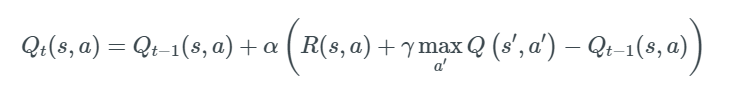 Q_t(s, a) = Q_{t−1}(s, a) + α (R(s, a) + γ max_{a′} Q (s′, a′) − Q_{t−1}(s, a))